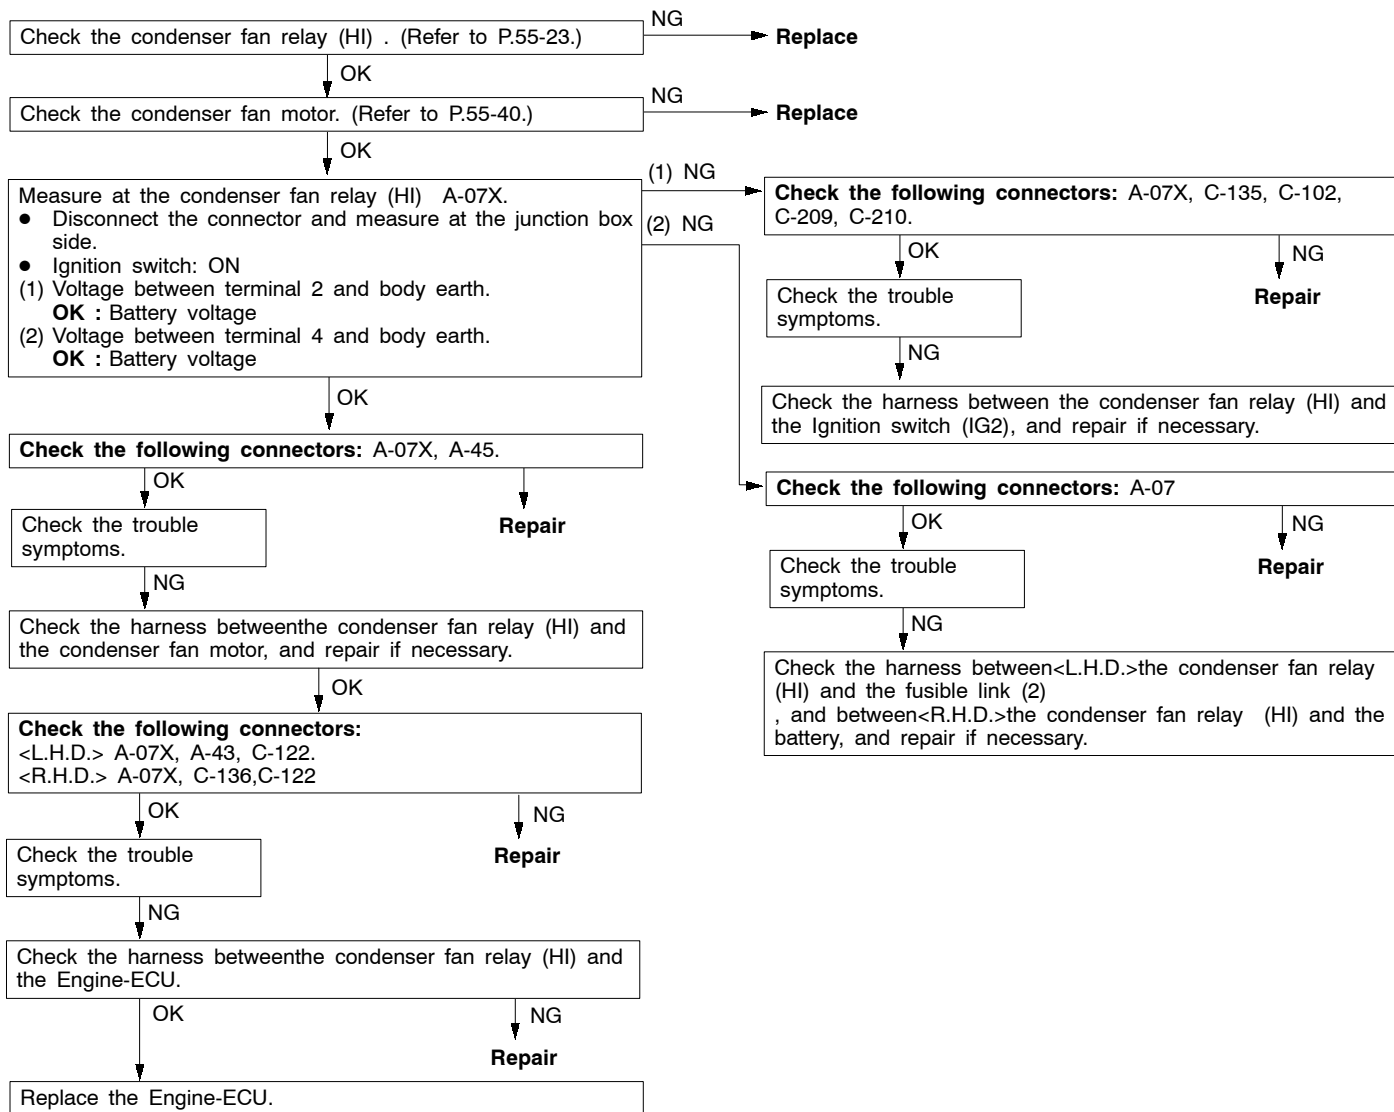 Check the condenser fan relay (HI) . (Refer to P.55-23.)
NG
Replace
OK
Check the condenser fan motor. (Refer to P.55-40.)
NG
Replace
OK
Measure at the condenser fan relay (HI) A-07X.
● Disconnect the connector and measure at the junction box
side.
● Ignition switch: ON
(1) Voltage between terminal 2 and body earth.
OK : Battery voltage
(2) Voltage between terminal 4 and body earth.
OK : Battery voltage
(1) NG
(2) NG
Check the following connectors: A-07X, C-135, C-102,
C-209, C-210.
OK
NG
Check the trouble
symptoms.
Repair
NG
Check the harness between the condenser fan relay (HI) and
the Ignition switch (IG2), and repair if necessary.
Check the following connectors: A-07
OK
NG
Check the trouble
symptoms.
Repair
NG
Check the harness between<L.H.D.>the condenser fan relay
(HI) and the fusible link (2)
, and between<R.H.D.>the condenser fan relay (HI) and the
battery, and repair if necessary.
OK
Check the following connectors: A-07X, A-45.
OK
Check the trouble
symptoms.
Repair
NG
Check the harness betweenthe condenser fan relay (HI) and
the condenser fan motor, and repair if necessary.
OK
Check the following connectors:
<L.H.D.> A-07X, A-43, C-122.
<R.H.D.> A-07X, C-136,C-122
OK
NG
Check the trouble
symptoms.
Repair
NG
Check the harness betweenthe condenser fan relay (HI) and
the Engine-ECU.
OK
NG
Repair
Replace the Engine-ECU.